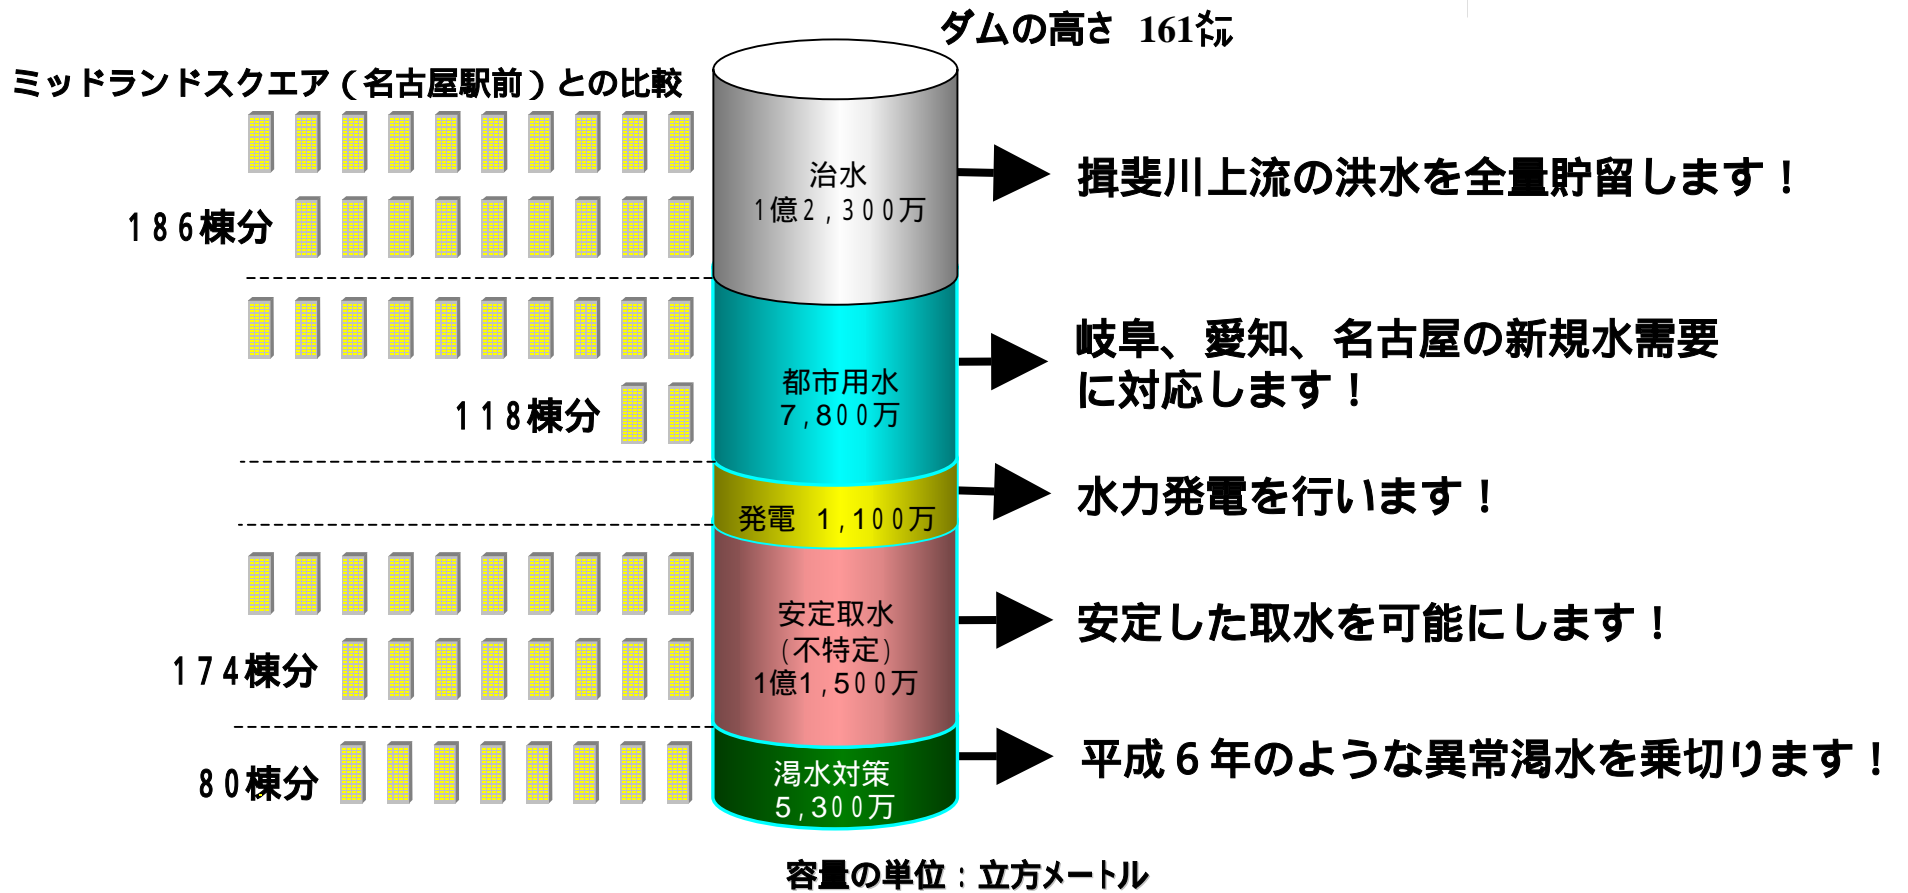 ダムの高さ 161㍍
ミッドランドスクエア（名古屋駅前）との比較
治水
1億2,300万
揖斐川上流の洪水を全量貯留します！
186棟分
都市用水
7,800万
岐阜、愛知、名古屋の新規水需要
に対応します！
118棟分
発電 1,100万
水力発電を行います！
安定取水
(不特定)
1億1,500万
安定した取水を可能にします！
174棟分
渇水対策
5,300万
平成６年のような異常渇水を乗切ります！
80棟分
容量の単位：立方メートル